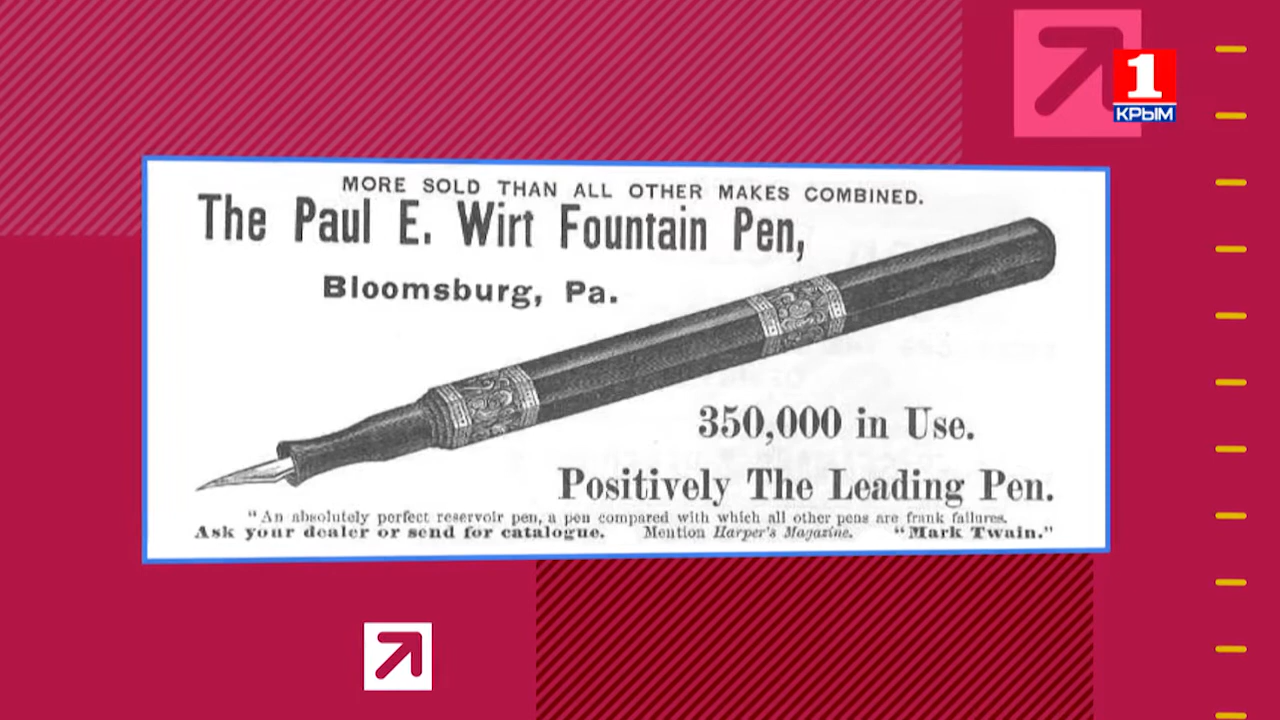 1
КРЫМ
MORE SOLD THAN ALL OTHER MAKES COMBINED.
The Paul E. Wirt Fountain Pen,
Bloomsburg, Pa.
350,000 in Use.
Positively The Leading Pen.
"An absolutely perfect reservoir pen, a pen compared with which all other pens are frank failures.
Ask your dealer or send for catalogue. Mention Harper's Magazine. "Mark Twain."